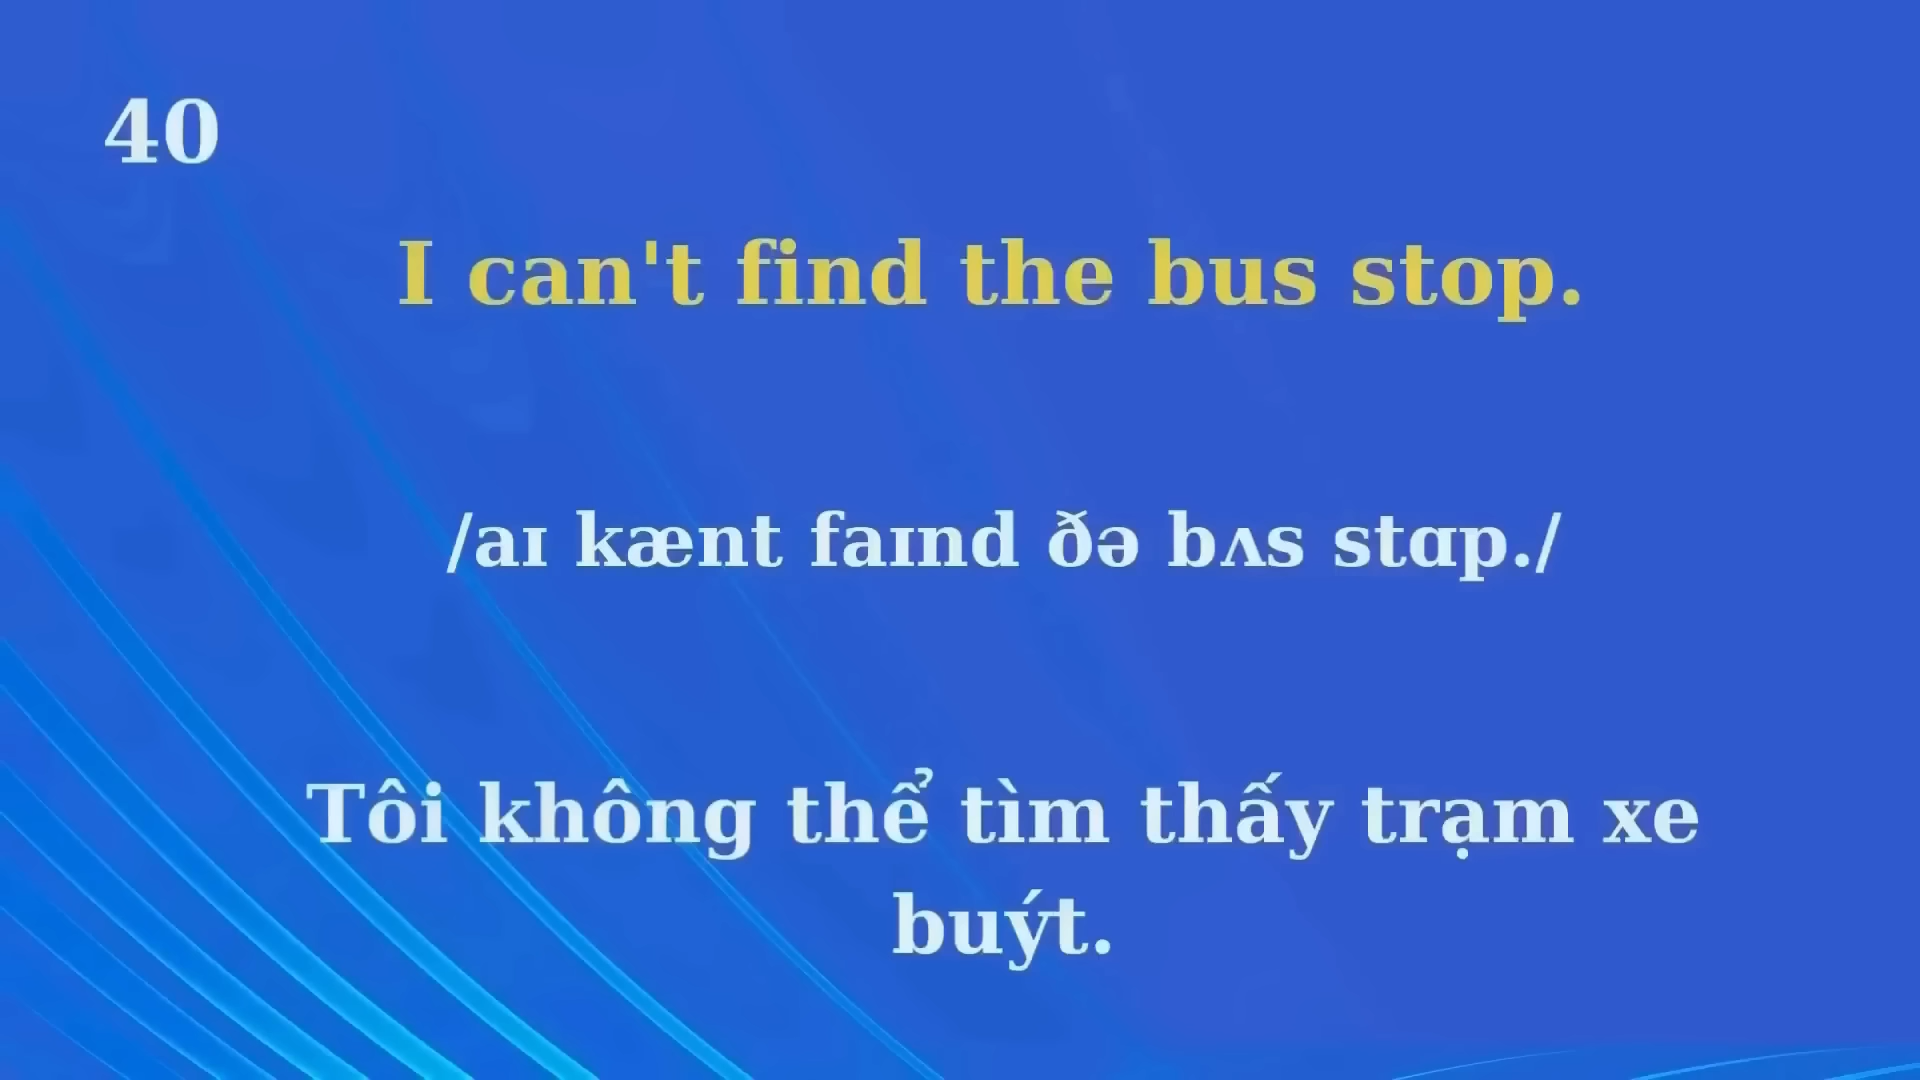 40
I can't find the bus stop.
/aɪ kænt faɪnd ðə bʌs stɑp./
Tôi không thể tìm thấy trạm xe
buýt.